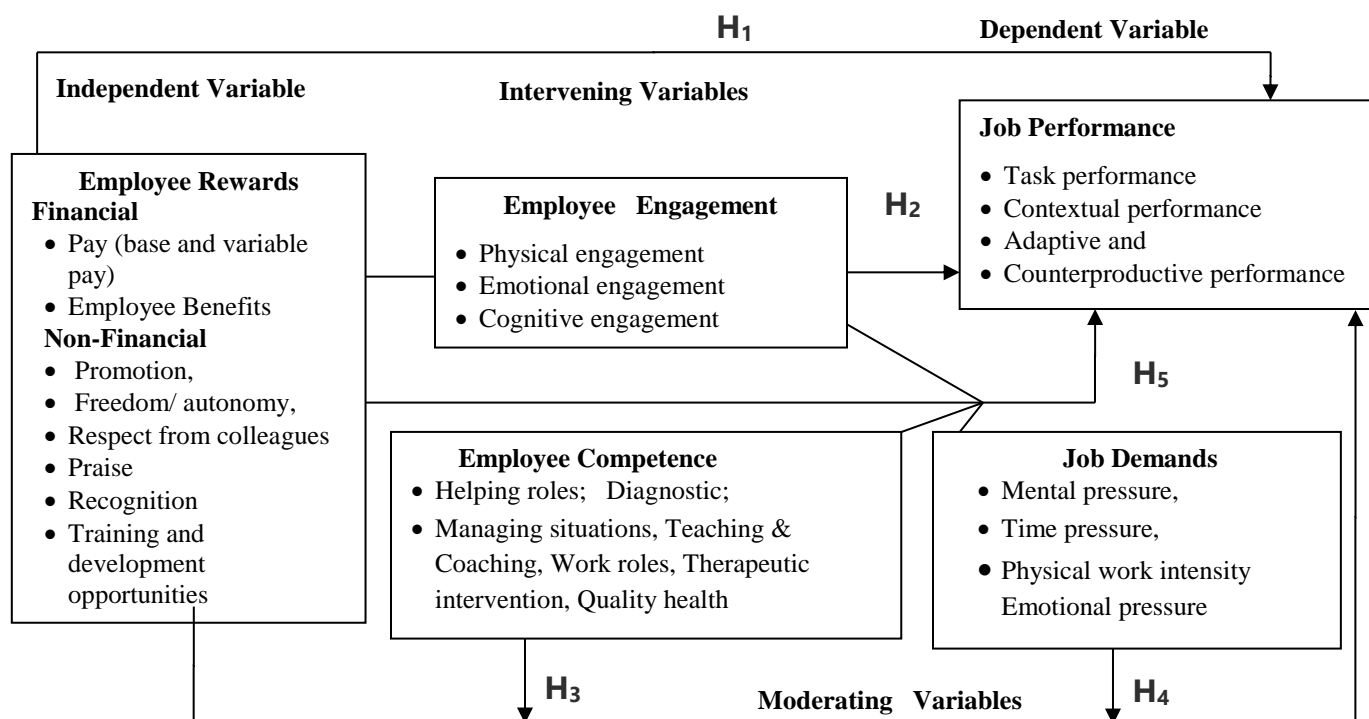 H₁
Dependent Variable
Independent Variable
Intervening Variables
Employee Rewards
Financial
• Pay (base and variable
pay)
• Employee Benefits
Non-Financial
• Promotion,
• Freedom/ autonomy,
• Respect from colleagues
• Praise
• Recognition
• Training and
development
opportunities
Employee Engagement
• Physical engagement
• Emotional engagement
• Cognitive engagement
H₂
Job Performance
• Task performance
• Contextual performance
• Adaptive and
• Counterproductive performance
H₅
Employee Competence
• Helping roles; Diagnostic;
• Managing situations, Teaching &
Coaching, Work roles, Therapeutic
intervention, Quality health
Job Demands
• Mental pressure,
• Time pressure,
• Physical work intensity
Emotional pressure
H₃
Moderating Variables
H₄